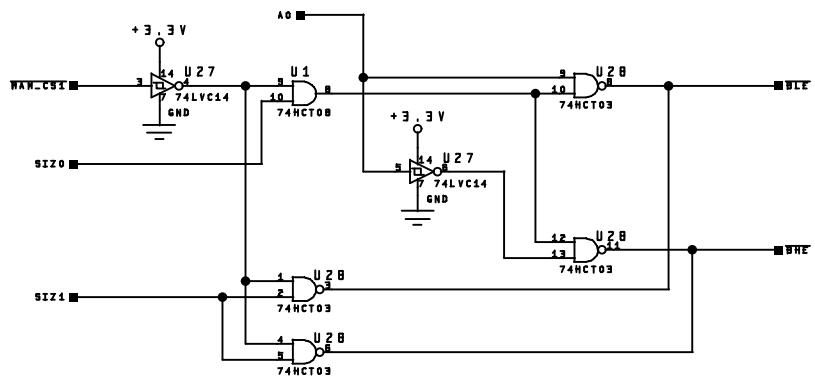 A0
+3.3V
14
U27
3
4
7
74LVC14
GND
RAM_CS1
U1
9
10
8
74HCT08
U28
9
10
8
74HCT03
BLE
+3.3V
SIZ0
14
U27
5
6
7
74LVC14
GND
U28
12
13
11
74HCT03
BHE
U28
1
2
3
74HCT03
SIZ1
U28
4
5
6
74HCT03